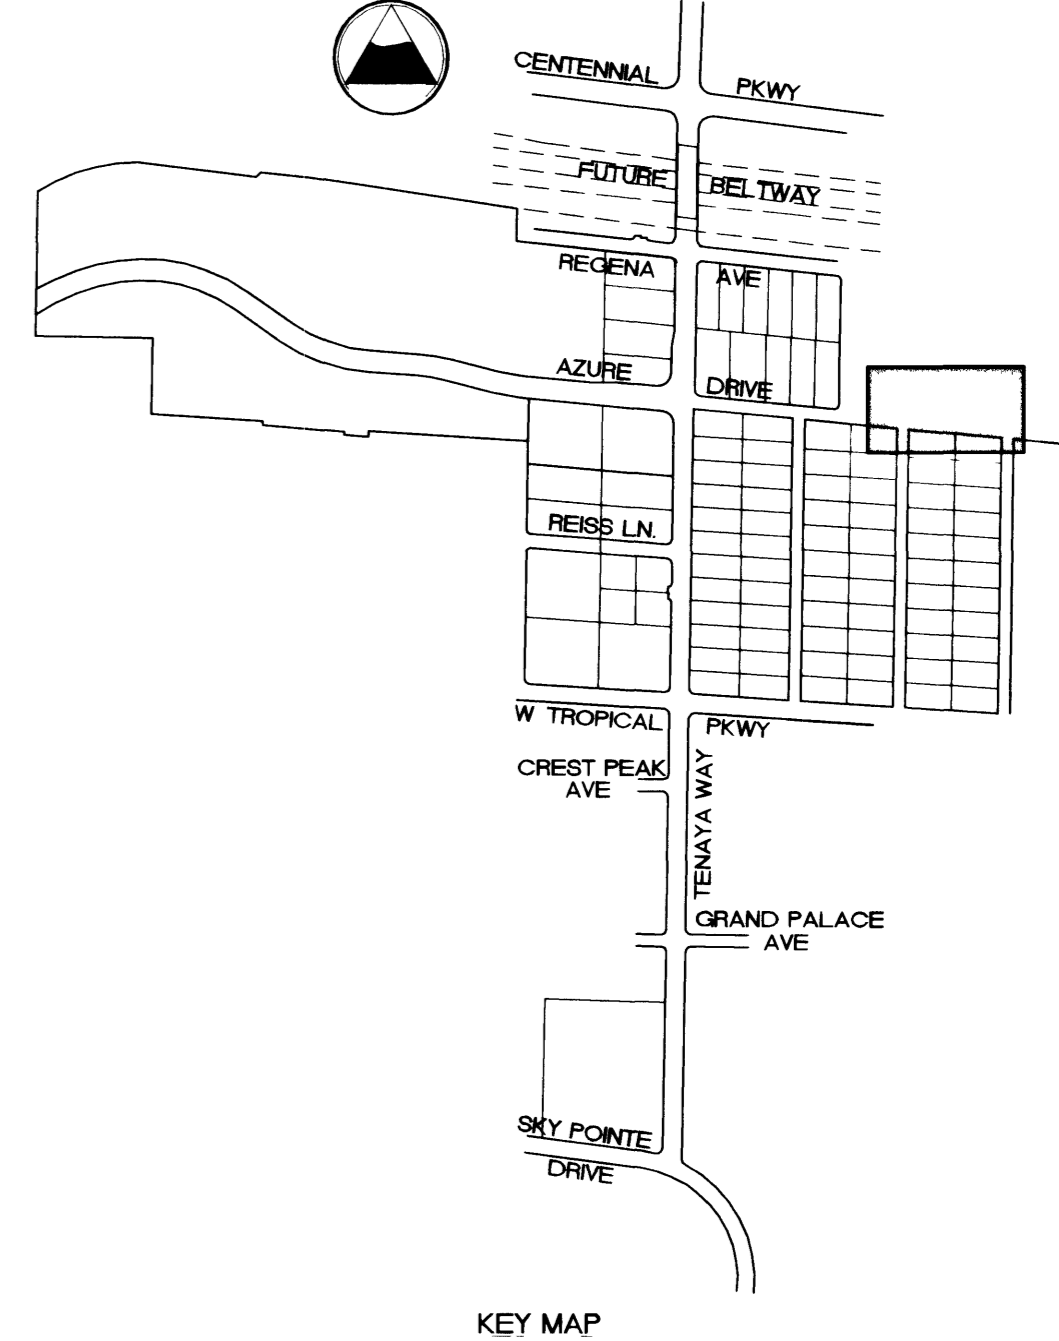 CENTENNIAL PKWY
FUTURE BELTWAY
REGENA AVE
AZURE DRIVE
REISS LN.
W TROPICAL PKWY
CREST PEAK
AVE
TENAYA WAY
GRAND PALACE
AVE
SKY POINTE
DRIVE
KEY MAP